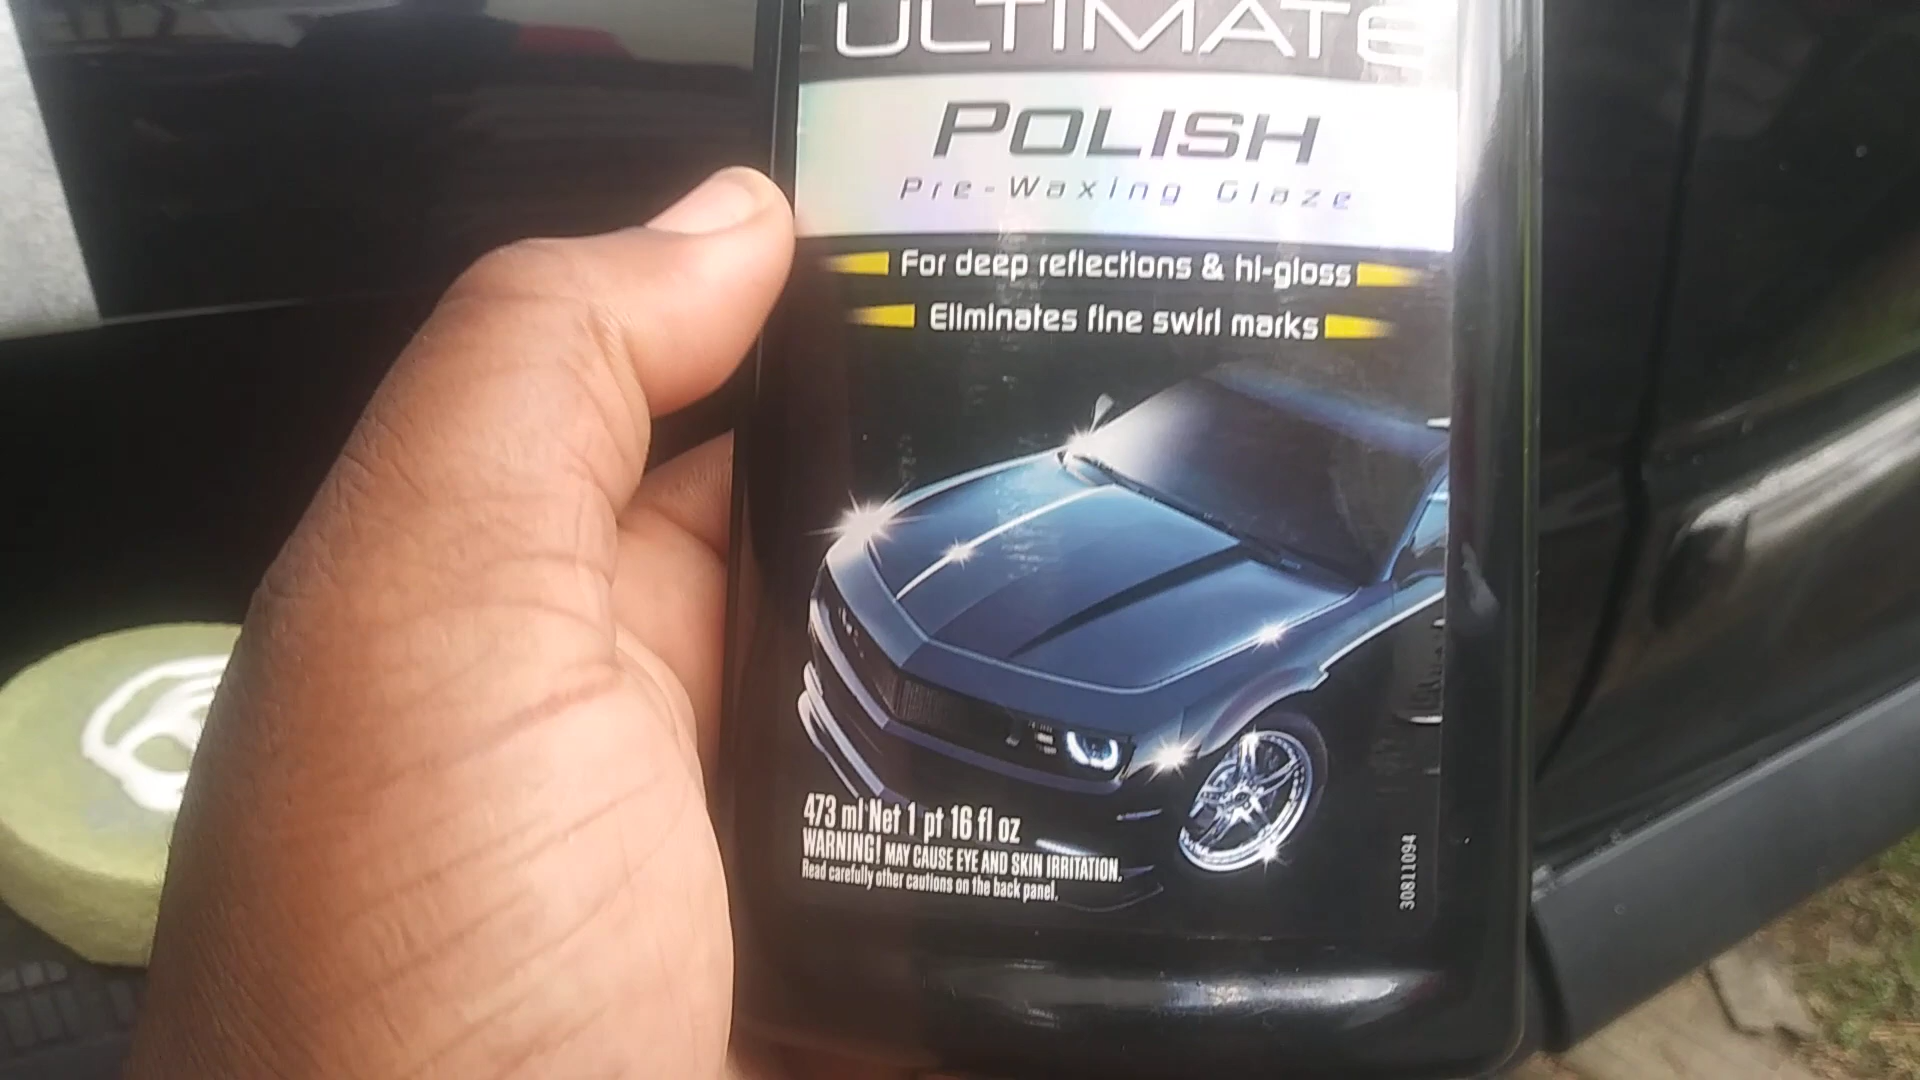 ULTIMATE
POLISH
Pre-Waxing Glaze
For deep reflections & hi-gloss
Eliminates fine swirl marks
473 ml Net 1 pt 16 fl oz
WARNING! MAY CAUSE EYE AND SKIN IRRITATION.
Read carefully other cautions on the back panel.
30811094